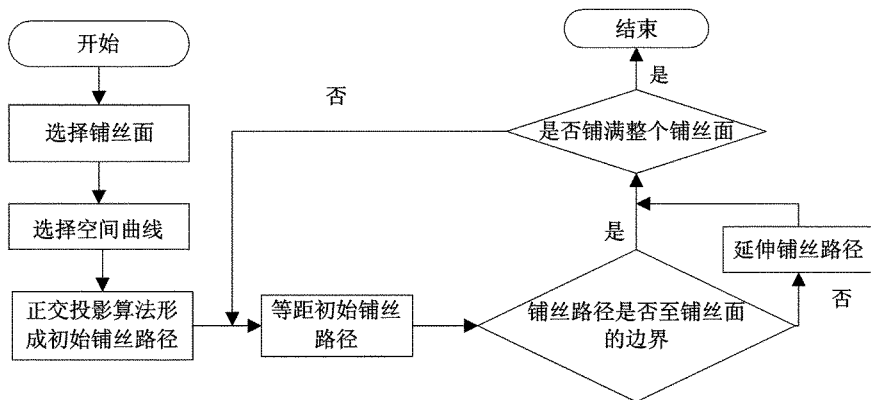 开始
选择铺丝面
选择空间曲线
正交投影算法形
成初始铺丝路径
等距初始铺丝
路径
铺丝路径是否至铺丝面
的边界
是
否
延伸铺丝路径
是否铺满整个铺丝面
否
是
结束